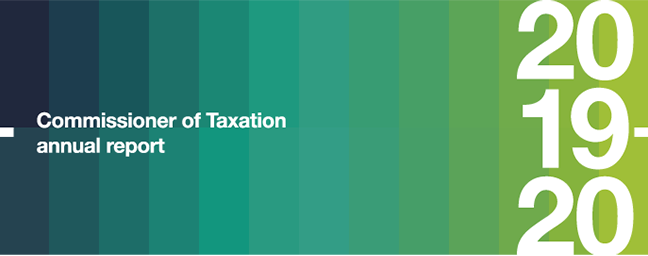 Commissioner of Taxation
annual report
20
19-
20